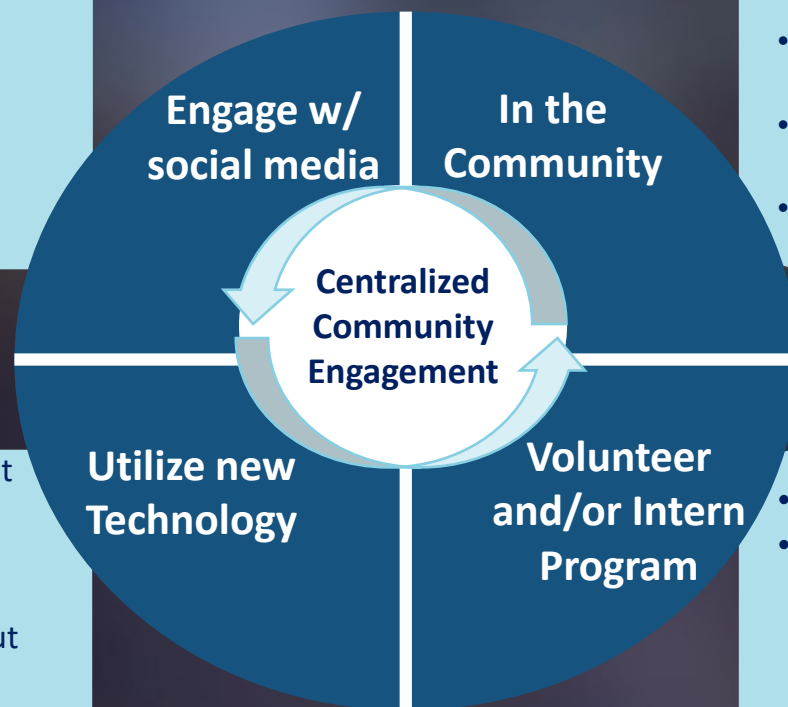 Engage w/
social media
In the
Community
Centralized
Community
Engagement
Utilize new
Technology
Volunteer
and/or Intern
Program